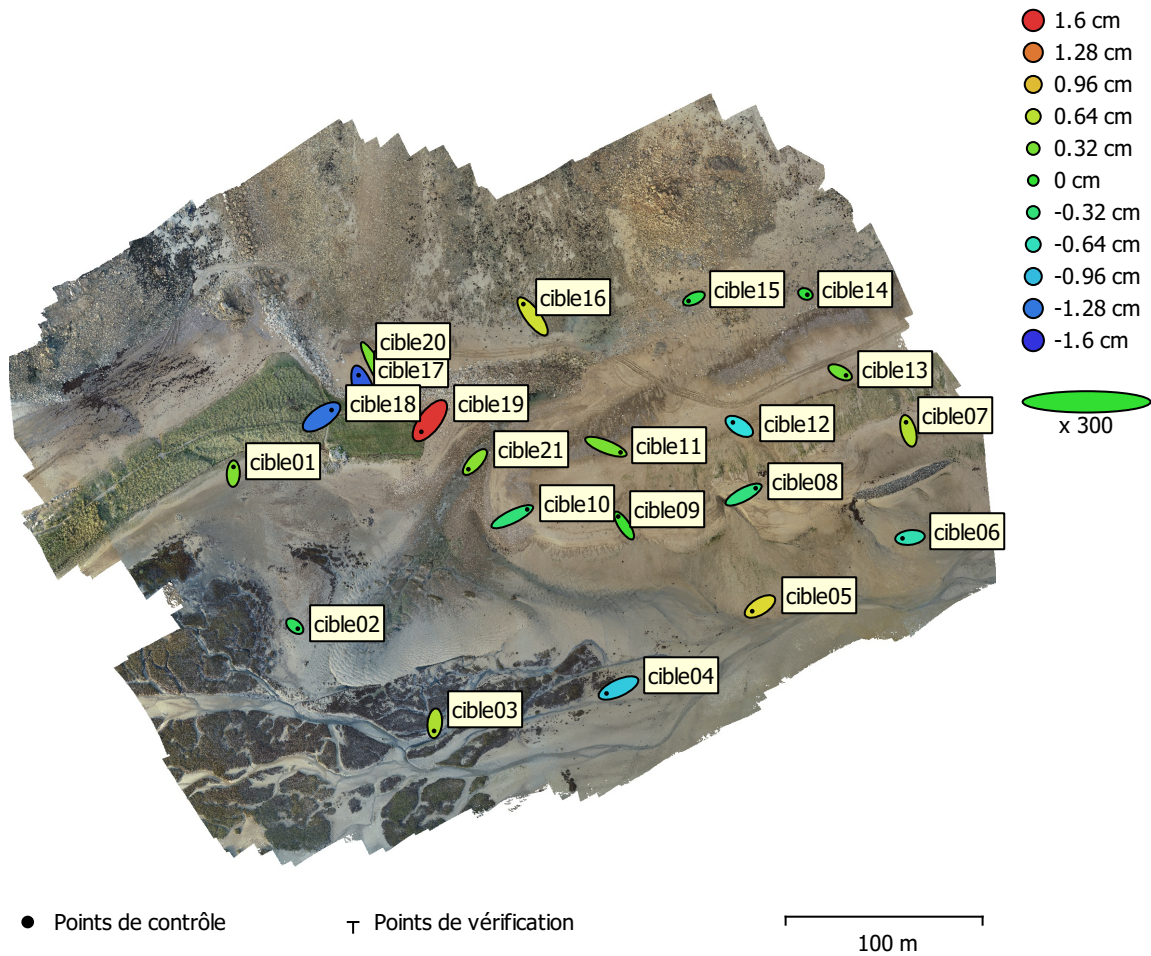 1.6 cm
1.28 cm
0.96 cm
0.64 cm
0.32 cm
0 cm
-0.32 cm
-0.64 cm
-0.96 cm
-1.28 cm
-1.6 cm
x 300
cible16
cible15
cible14
cible20
cible17
cible13
cible18
cible19
cible12
cible07
cible11
cible21
cible01
cible08
cible10
cible09
cible06
cible05
cible02
cible04
cible03
Points de contrôle
Points de vérification
100 m